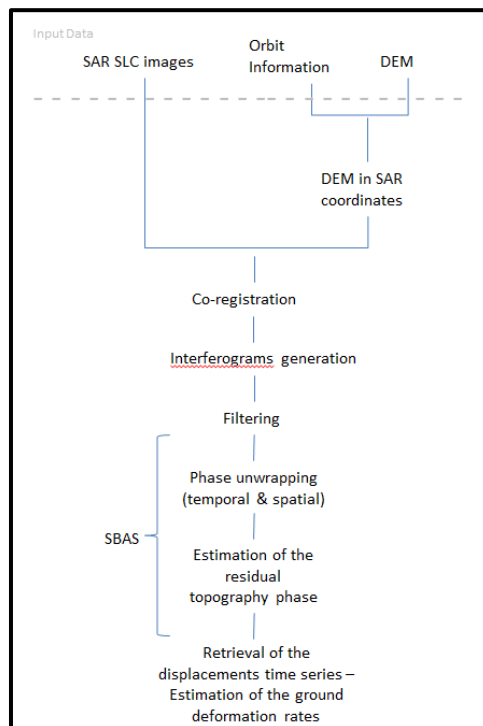 Input Data
SAR SLC images
Orbit
Information
DEM
DEM in SAR
coordinates
Co-registration
Interferograms generation
Filtering
SBAS
Phase unwrapping
(temporal & spatial)
Estimation of the
residual
topography phase
Retrieval of the
displacements time series –
Estimation of the ground
deformation rates